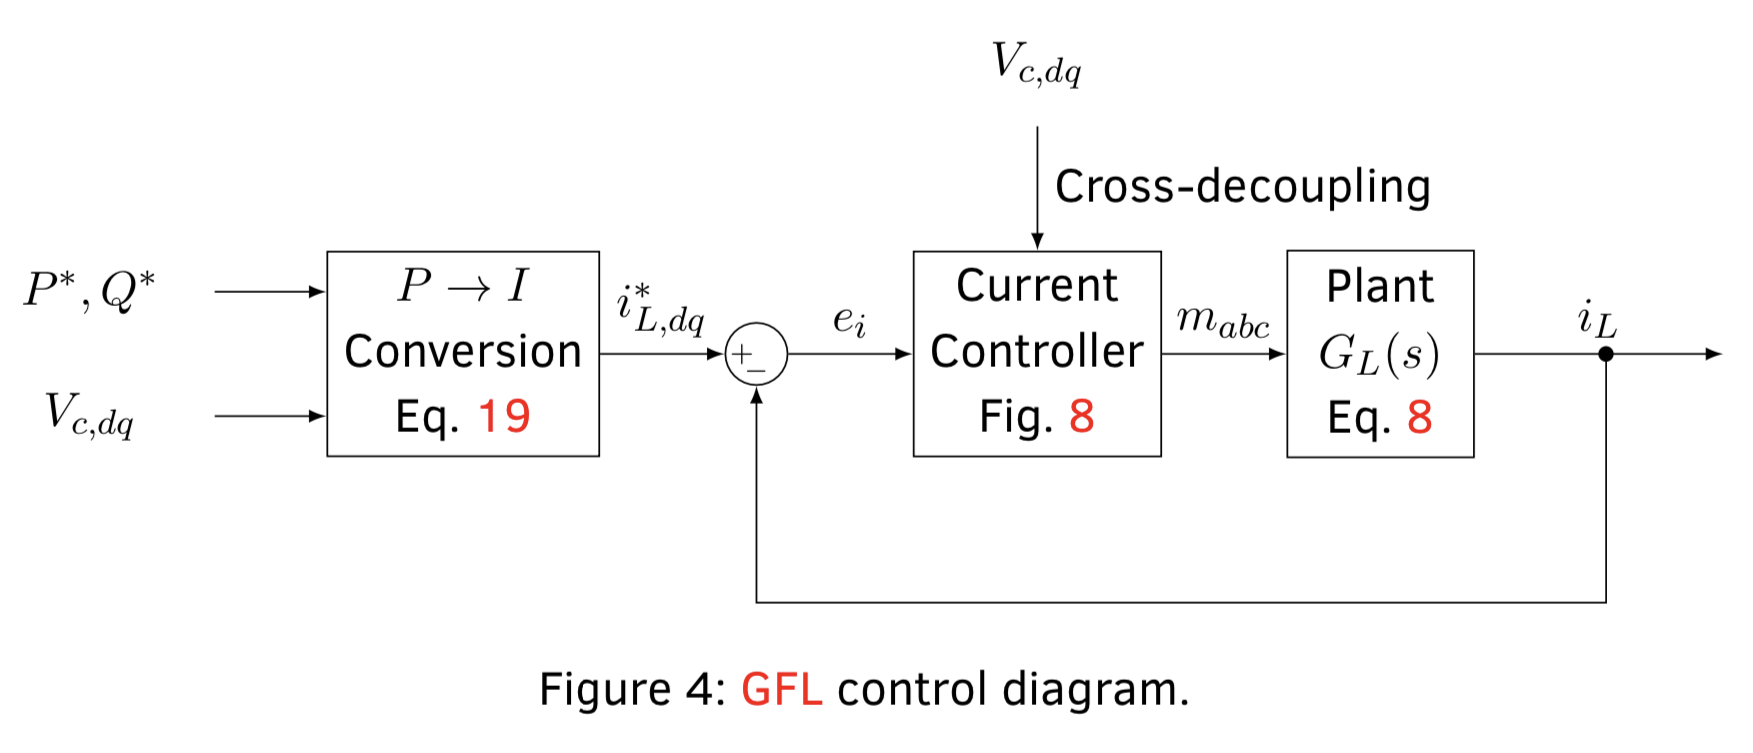 V_{c,dq}
Cross-decoupling
P*, Q*
V_{c,dq}
P → I
Conversion
Eq. 19
i*_{L,dq}
+
−
e_i
Current
Controller
Fig. 8
m_{abc}
Plant
G_L(s)
Eq. 8
i_L
Figure 4: GFL control diagram.